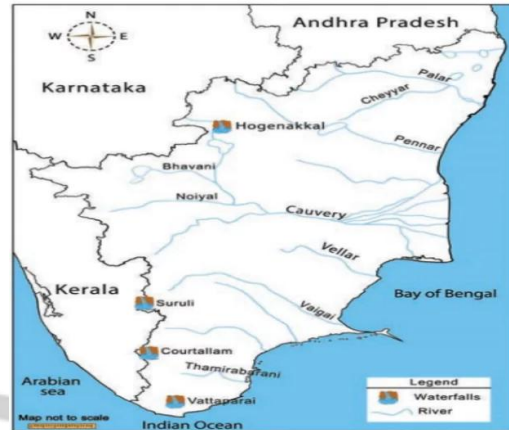 N
W E
S
Andhra Pradesh
Karnataka
Palar
Cheyyar
Hogenakkal
Pennar
Bhavani
Noiyal
Cauvery
Vellar
Kerala
Suruli
Vaigai
Bay of Bengal
Courtallam
Thamirabarani
Arabian
sea
Vattaparai
Legend
Waterfalls
River
Map not to scale
Indian Ocean